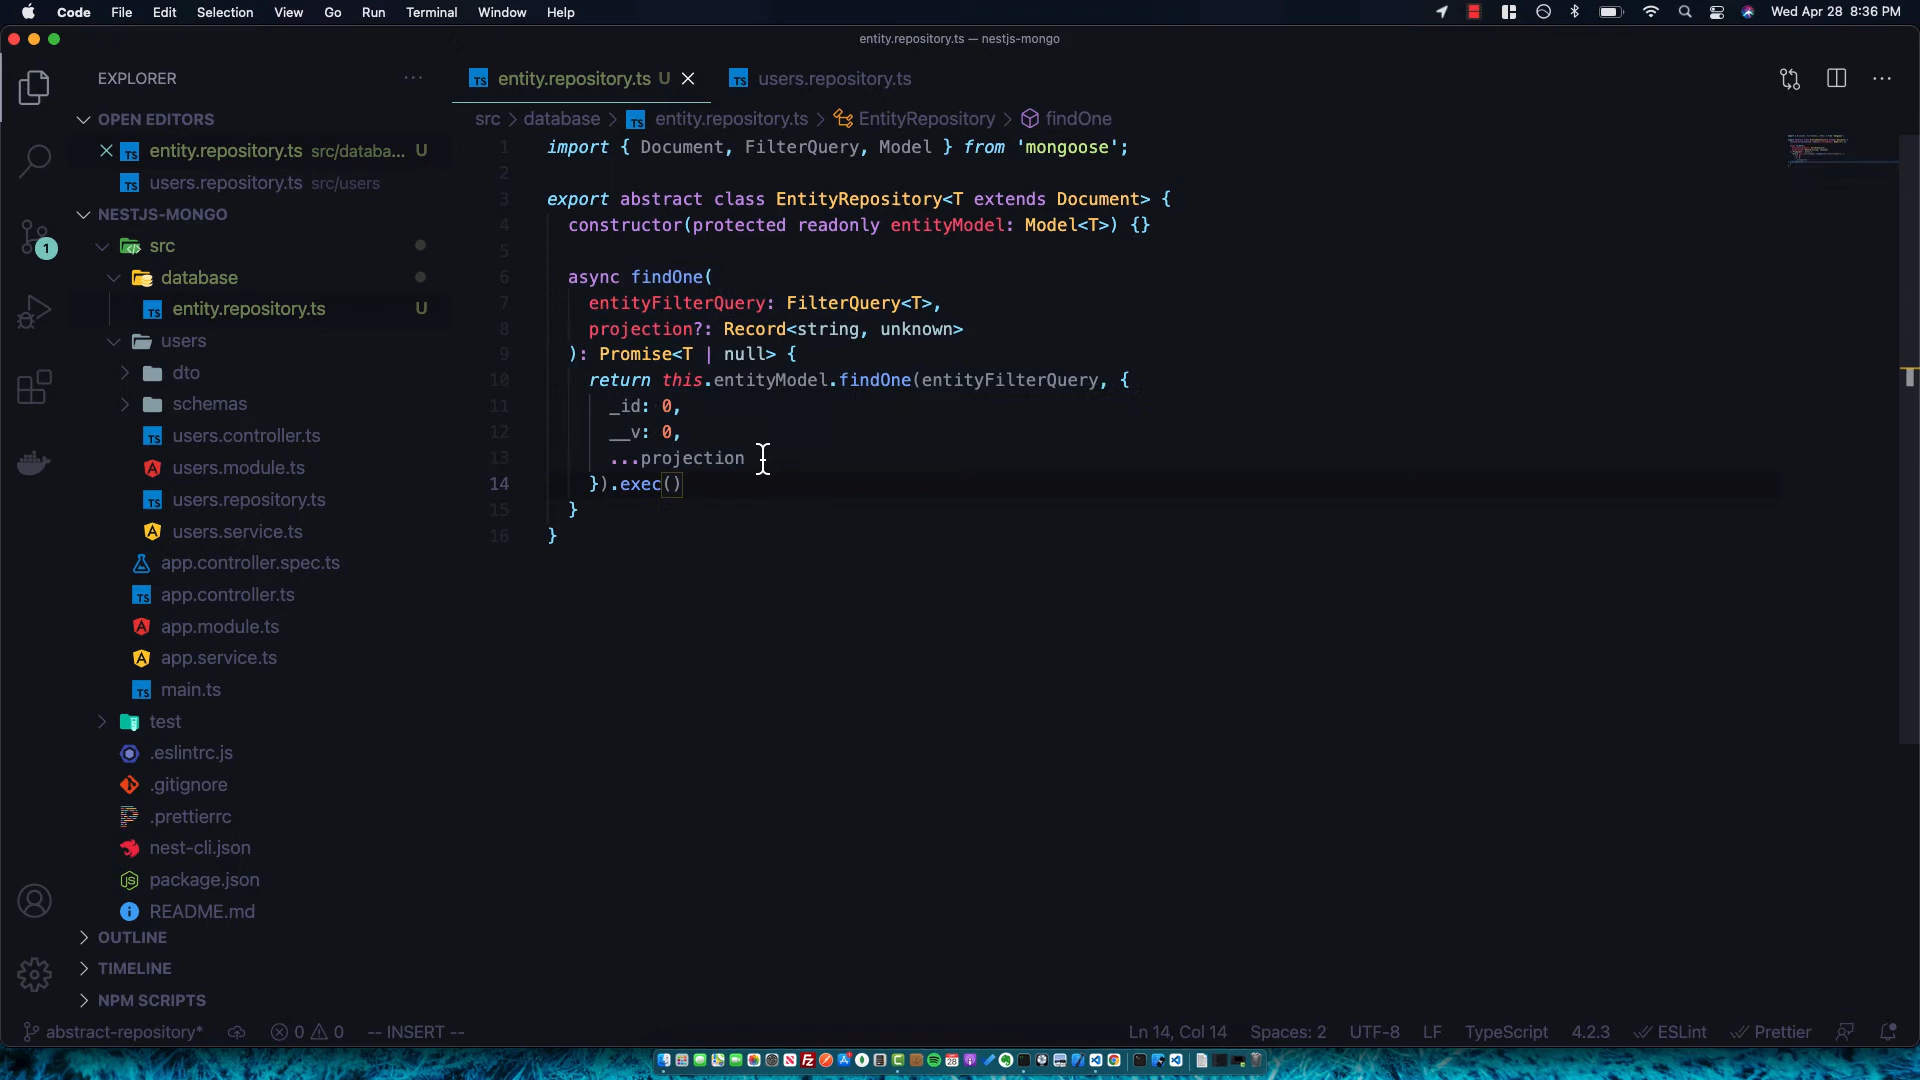 Code File Edit Selection View Go Run Terminal Window Help Wed Apr 28 8:36 PM
entity.repository.ts — nestjs-mongo
EXPLORER ···
entity.repository.ts U
users.repository.ts
OPEN EDITORS
entity.repository.ts src/databa... U
users.repository.ts src/users
NESTJS-MONGO
src
database
entity.repository.ts U
users
dto
schemas
users.controller.ts
users.module.ts
users.repository.ts
users.service.ts
app.controller.spec.ts
app.controller.ts
app.module.ts
app.service.ts
main.ts
test
.eslintrc.js
.gitignore
.prettierrc
nest-cli.json
package.json
README.md
OUTLINE
TIMELINE
NPM SCRIPTS
1
src > database > TS entity.repository.ts > EntityRepository > findOne
1 import { Document, FilterQuery, Model } from 'mongoose';
2
3 export abstract class EntityRepository<T extends Document> {
4 constructor(protected readonly entityModel: Model<T>) {}
5
6 async findOne(
7 entityFilterQuery: FilterQuery<T>,
8 projection?: Record<string, unknown>
9 ): Promise<T | null> {
10 return this.entityModel.findOne(entityFilterQuery, {
11 _id: 0,
12 __v: 0,
13 ...projection
14 }).exec()
15 }
16 }
abstract-repository* 0 0 -- INSERT -- Ln 14, Col 14 Spaces: 2 UTF-8 LF TypeScript 4.2.3 ESLint Prettier